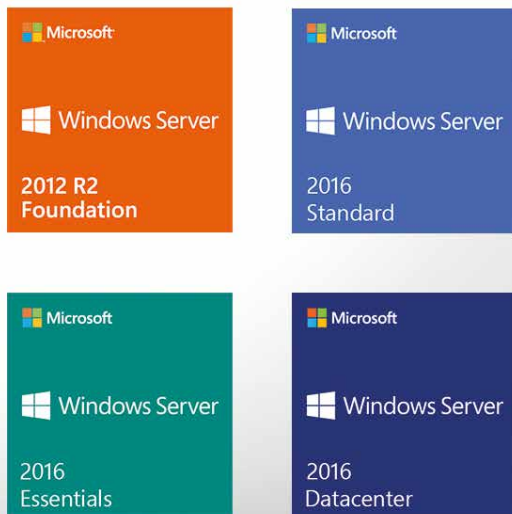 Microsoft
Windows Server
2012 R2
Foundation
Microsoft
Windows Server
2016
Standard
Microsoft
Windows Server
2016
Essentials
Microsoft
Windows Server
2016
Datacenter